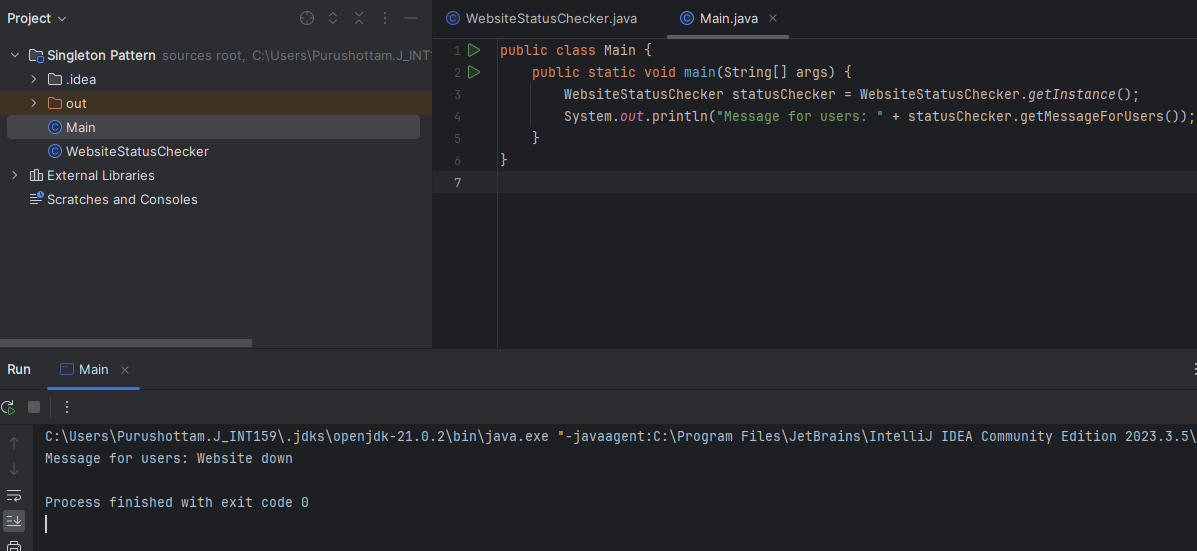 Project
Singleton Pattern sources root, C:\Users\Purushottam.J_INT15
.idea
out
Main
WebsiteStatusChecker
External Libraries
Scratches and Consoles
WebsiteStatusChecker.java Main.java
1 public class Main {
2 public static void main(String[] args) {
3 WebsiteStatusChecker statusChecker = WebsiteStatusChecker.getInstance();
4 System.out.println("Message for users: " + statusChecker.getMessageForUsers());
5 }
6 }
7
Run Main
C:\Users\Purushottam.J_INT159\.jdks\openjdk-21.0.2\bin\java.exe "-javaagent:C:\Program Files\JetBrains\IntelliJ IDEA Community Edition 2023.3.5\
Message for users: Website down
Process finished with exit code 0